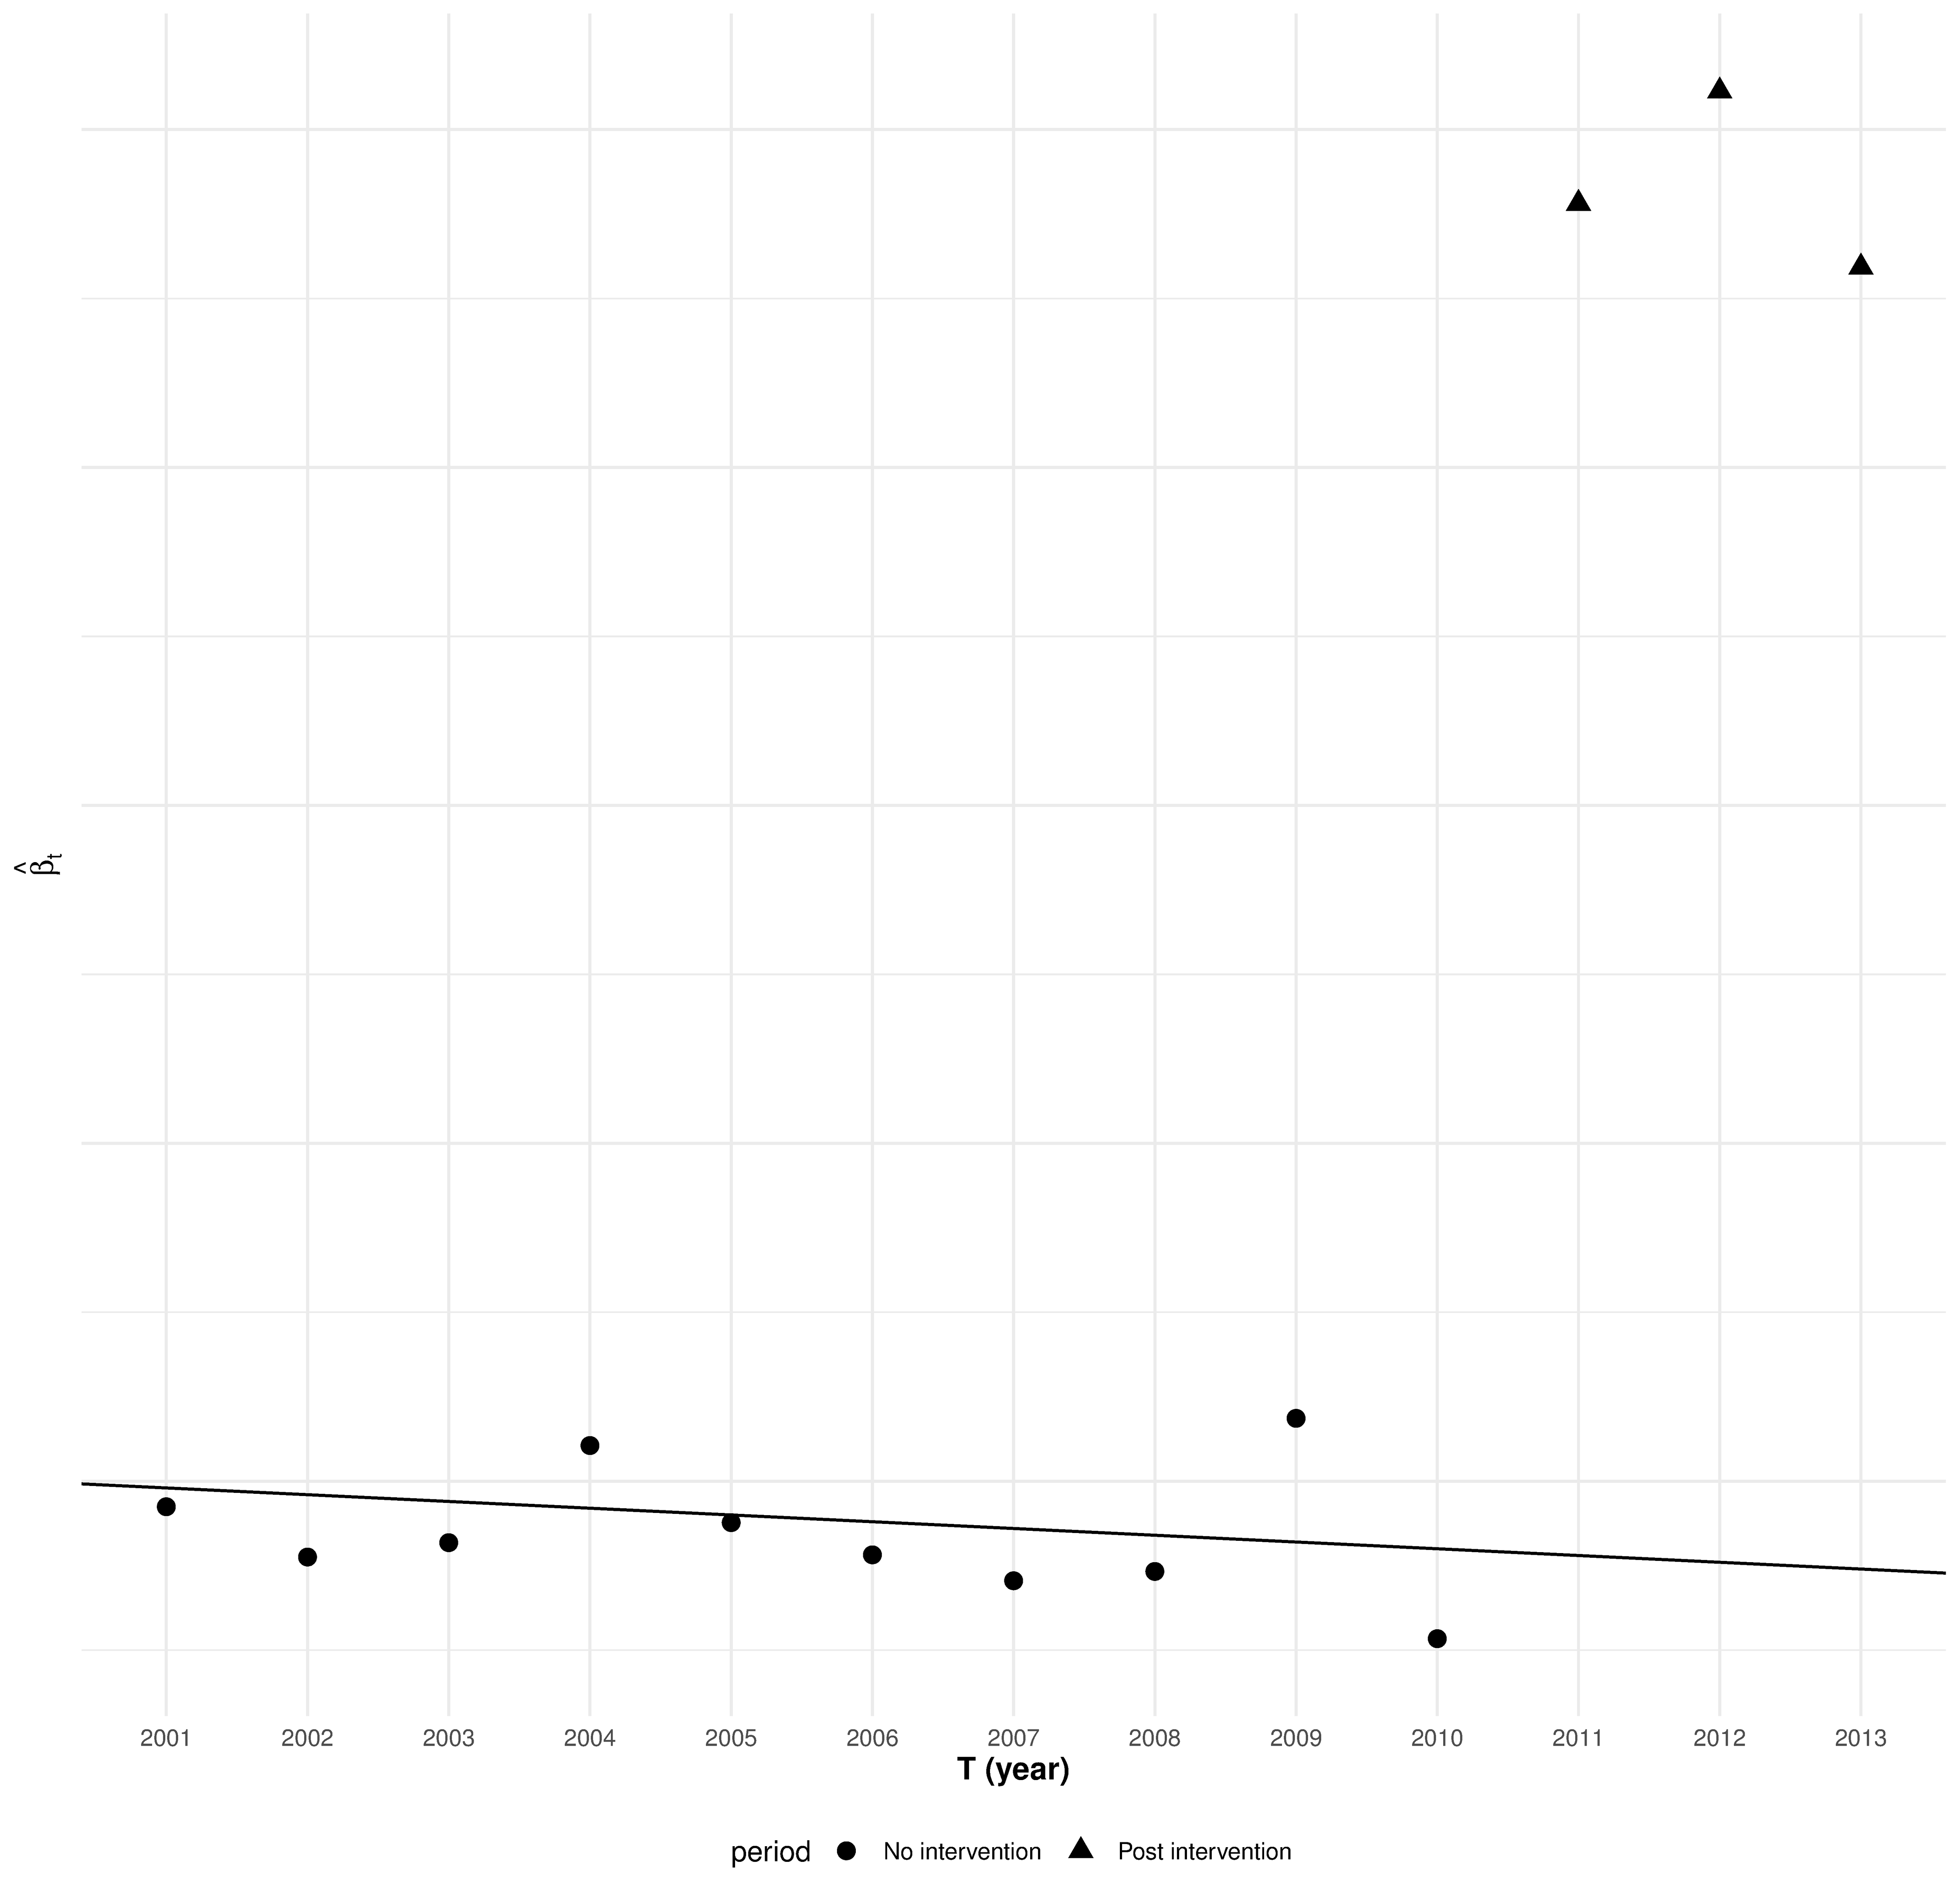 β̂t
2001 2002 2003 2004 2005 2006 2007 2008 2009 2010 2011 2012 2013
T (year)
period No intervention Post intervention